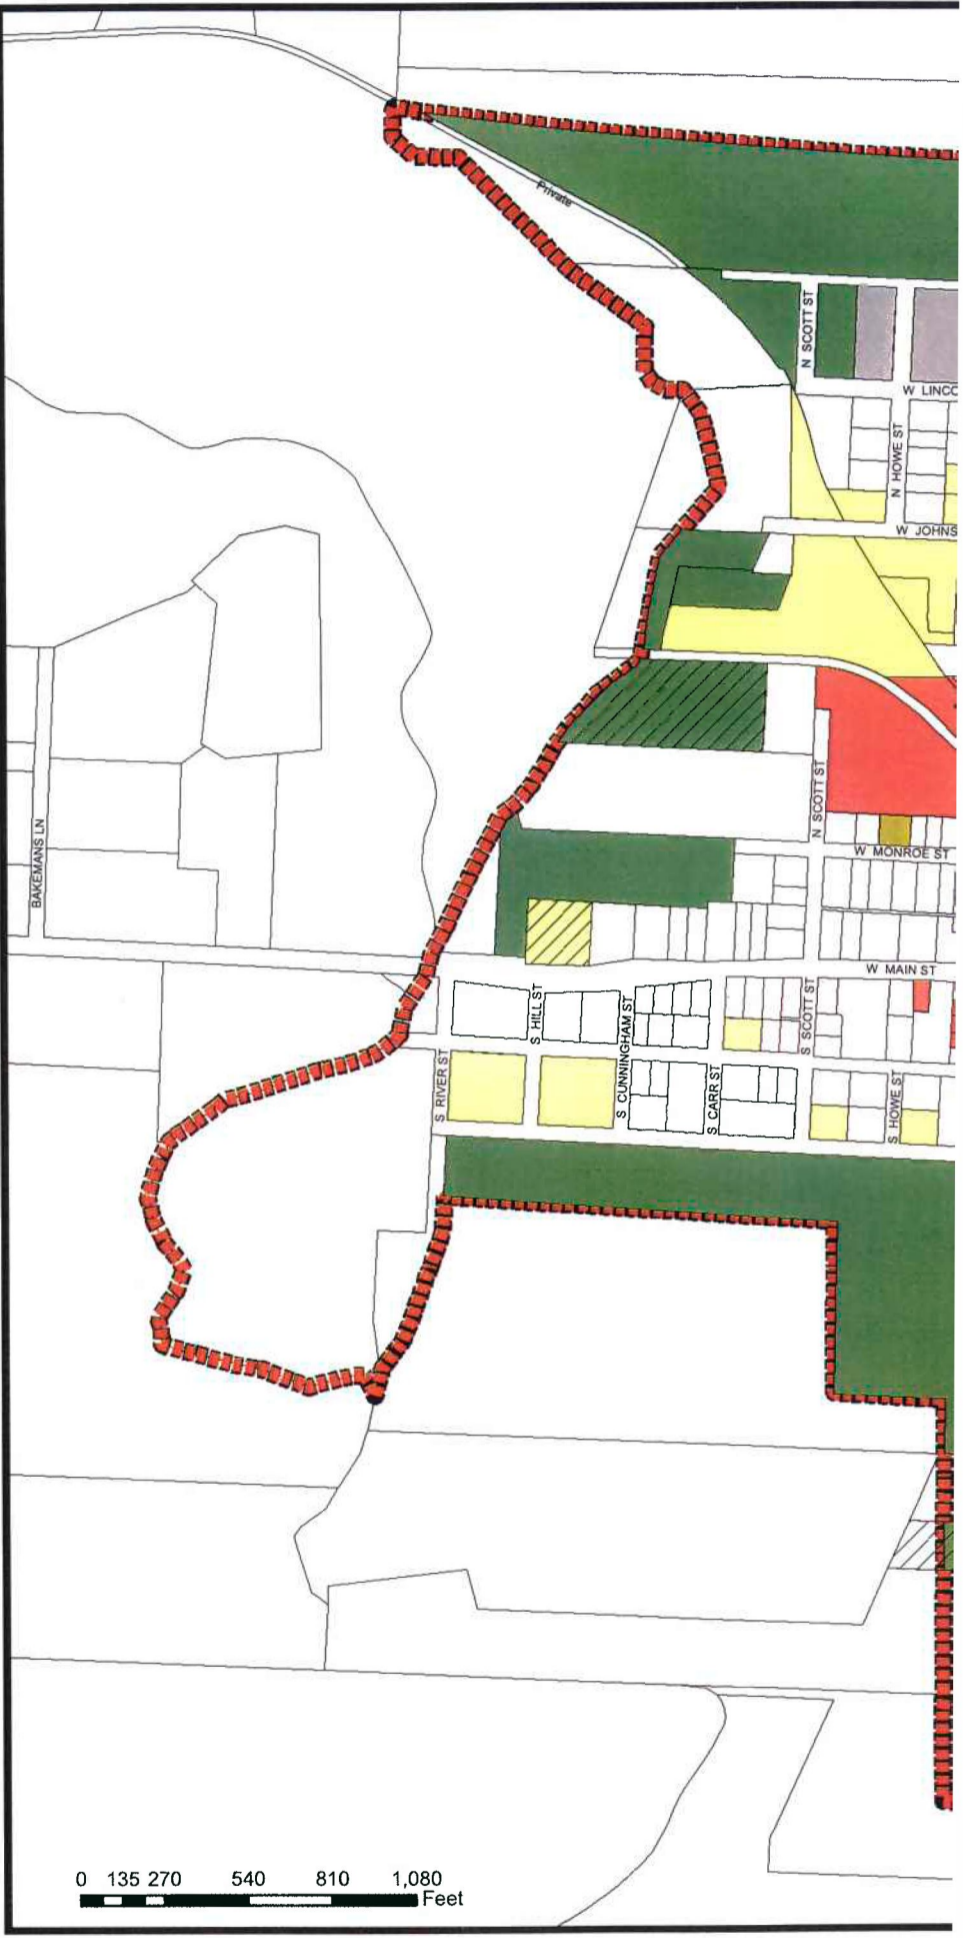 Private
N SCOTT ST
W LINCO
N HOWE ST
W JOHNS
N SCOTT ST
BAKEMANS LN
W MONROE ST
W MAIN ST
S HILL ST
S CUNNINGHAM ST
S SCOTT ST
S RIVER ST
S CARR ST
S HOWE ST
0 135 270 540 810 1,080
Feet